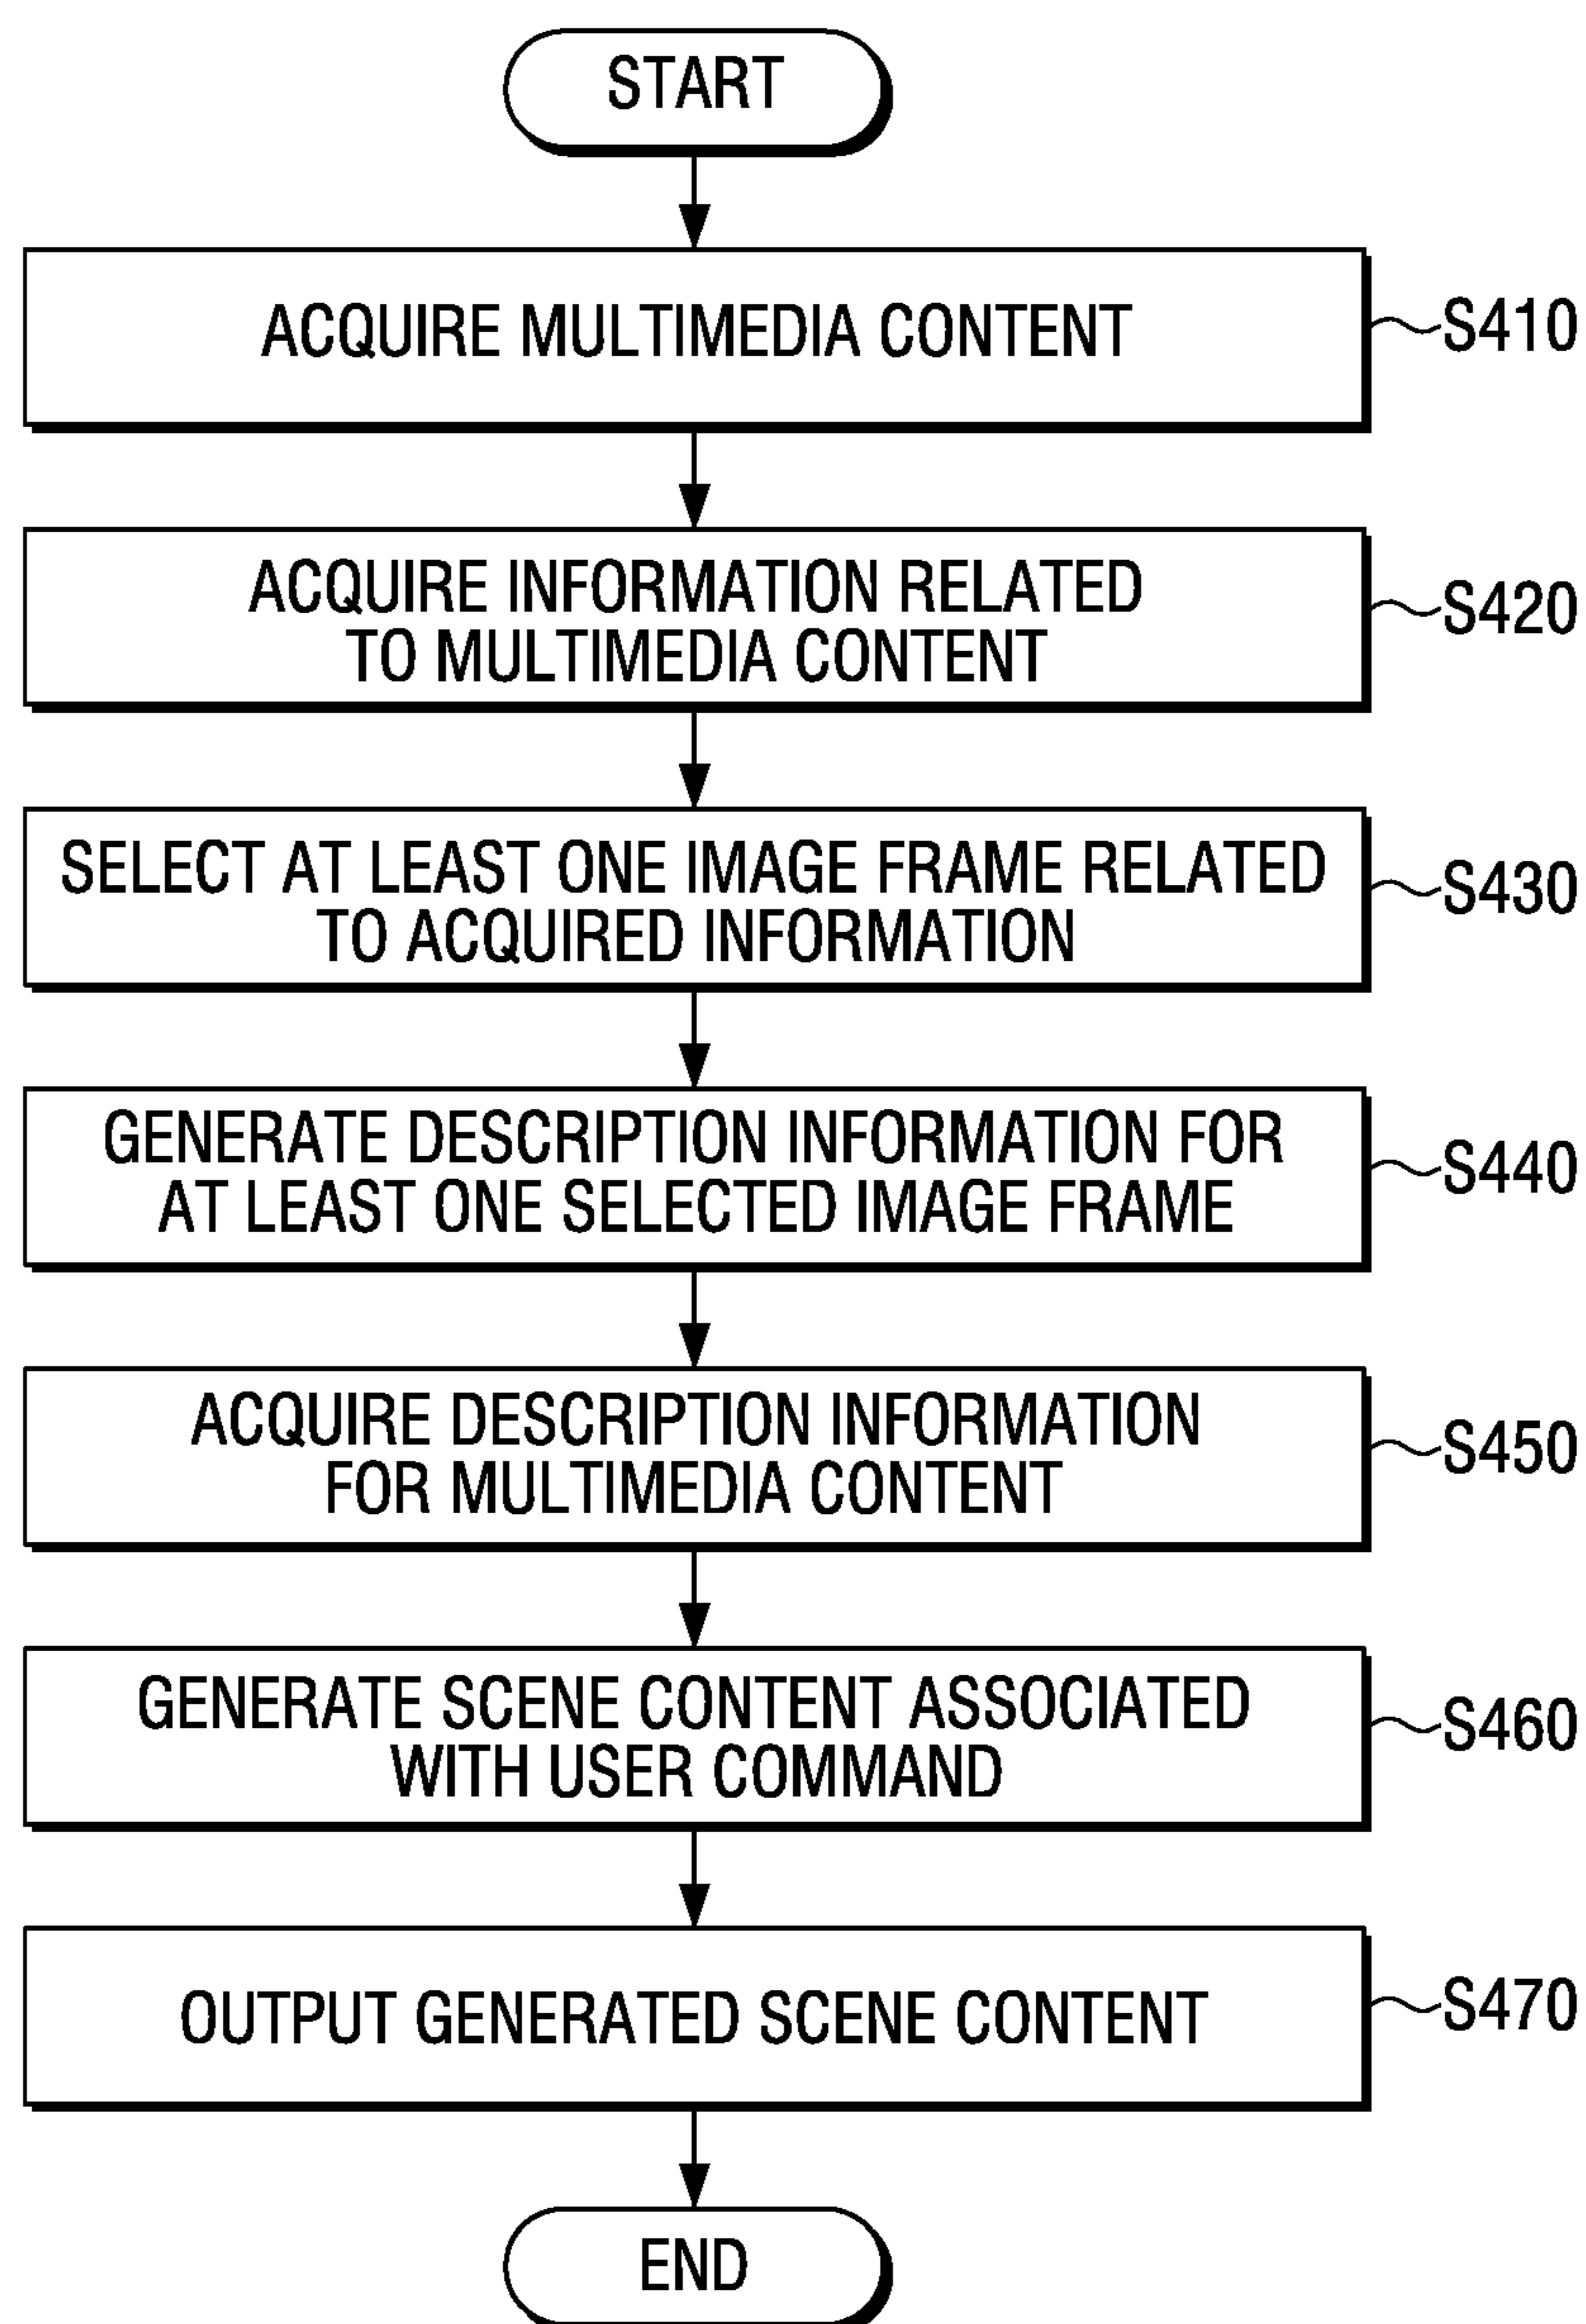 START
ACQUIRE MULTIMEDIA CONTENT
S410
ACQUIRE INFORMATION RELATED
TO MULTIMEDIA CONTENT
S420
SELECT AT LEAST ONE IMAGE FRAME RELATED
TO ACQUIRED INFORMATION
S430
GENERATE DESCRIPTION INFORMATION FOR
AT LEAST ONE SELECTED IMAGE FRAME
S440
ACQUIRE DESCRIPTION INFORMATION
FOR MULTIMEDIA CONTENT
S450
GENERATE SCENE CONTENT ASSOCIATED
WITH USER COMMAND
S460
OUTPUT GENERATED SCENE CONTENT
S470
END